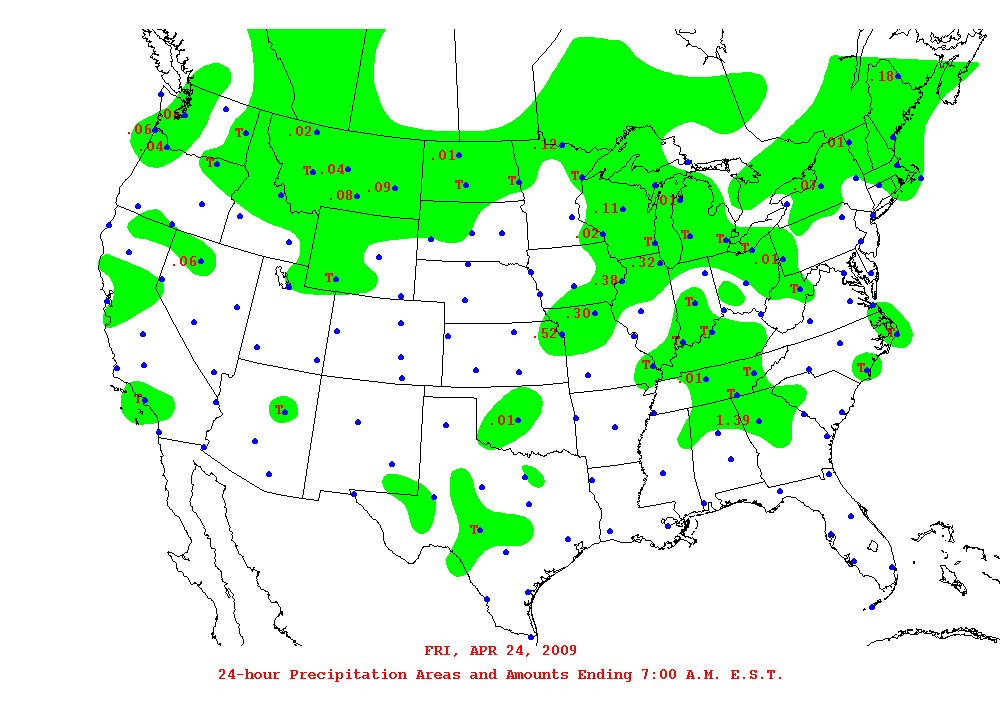 .18
.05
.06
T
.02
.04
.12
.01
.01
T
T
.04
.01
T
T
T
.09
.07
.08
.01
.11
.02
T
T
T
T
.06
.32
.01
T
.38
T
T
.30
.52
T
T
T
T
T
.01
T
T
T
T
.01
1.39
T
FRI, APR 24, 2009
24-hour Precipitation Areas and Amounts Ending 7:00 A.M. E.S.T.